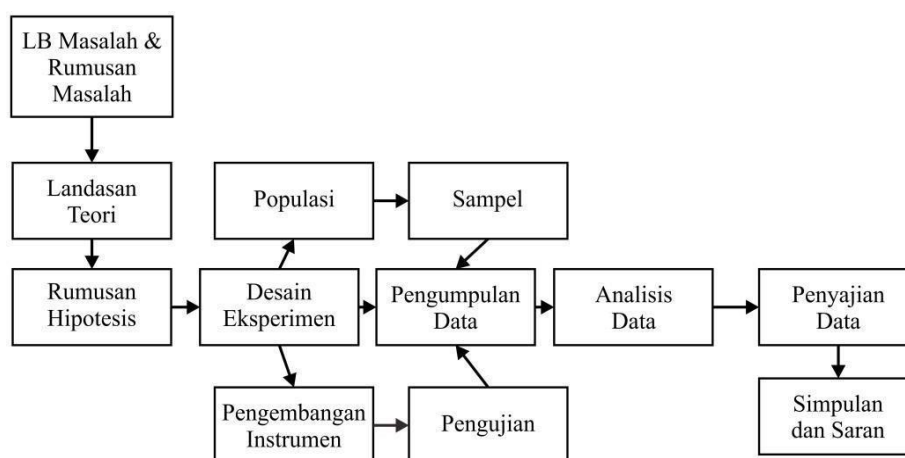 LB Masalah &
Rumusan
Masalah
Landasan
Teori
Populasi
Sampel
Rumusan
Hipotesis
Desain
Eksperimen
Pengumpulan
Data
Analisis
Data
Penyajian
Data
Pengembangan
Instrumen
Pengujian
Simpulan
dan Saran